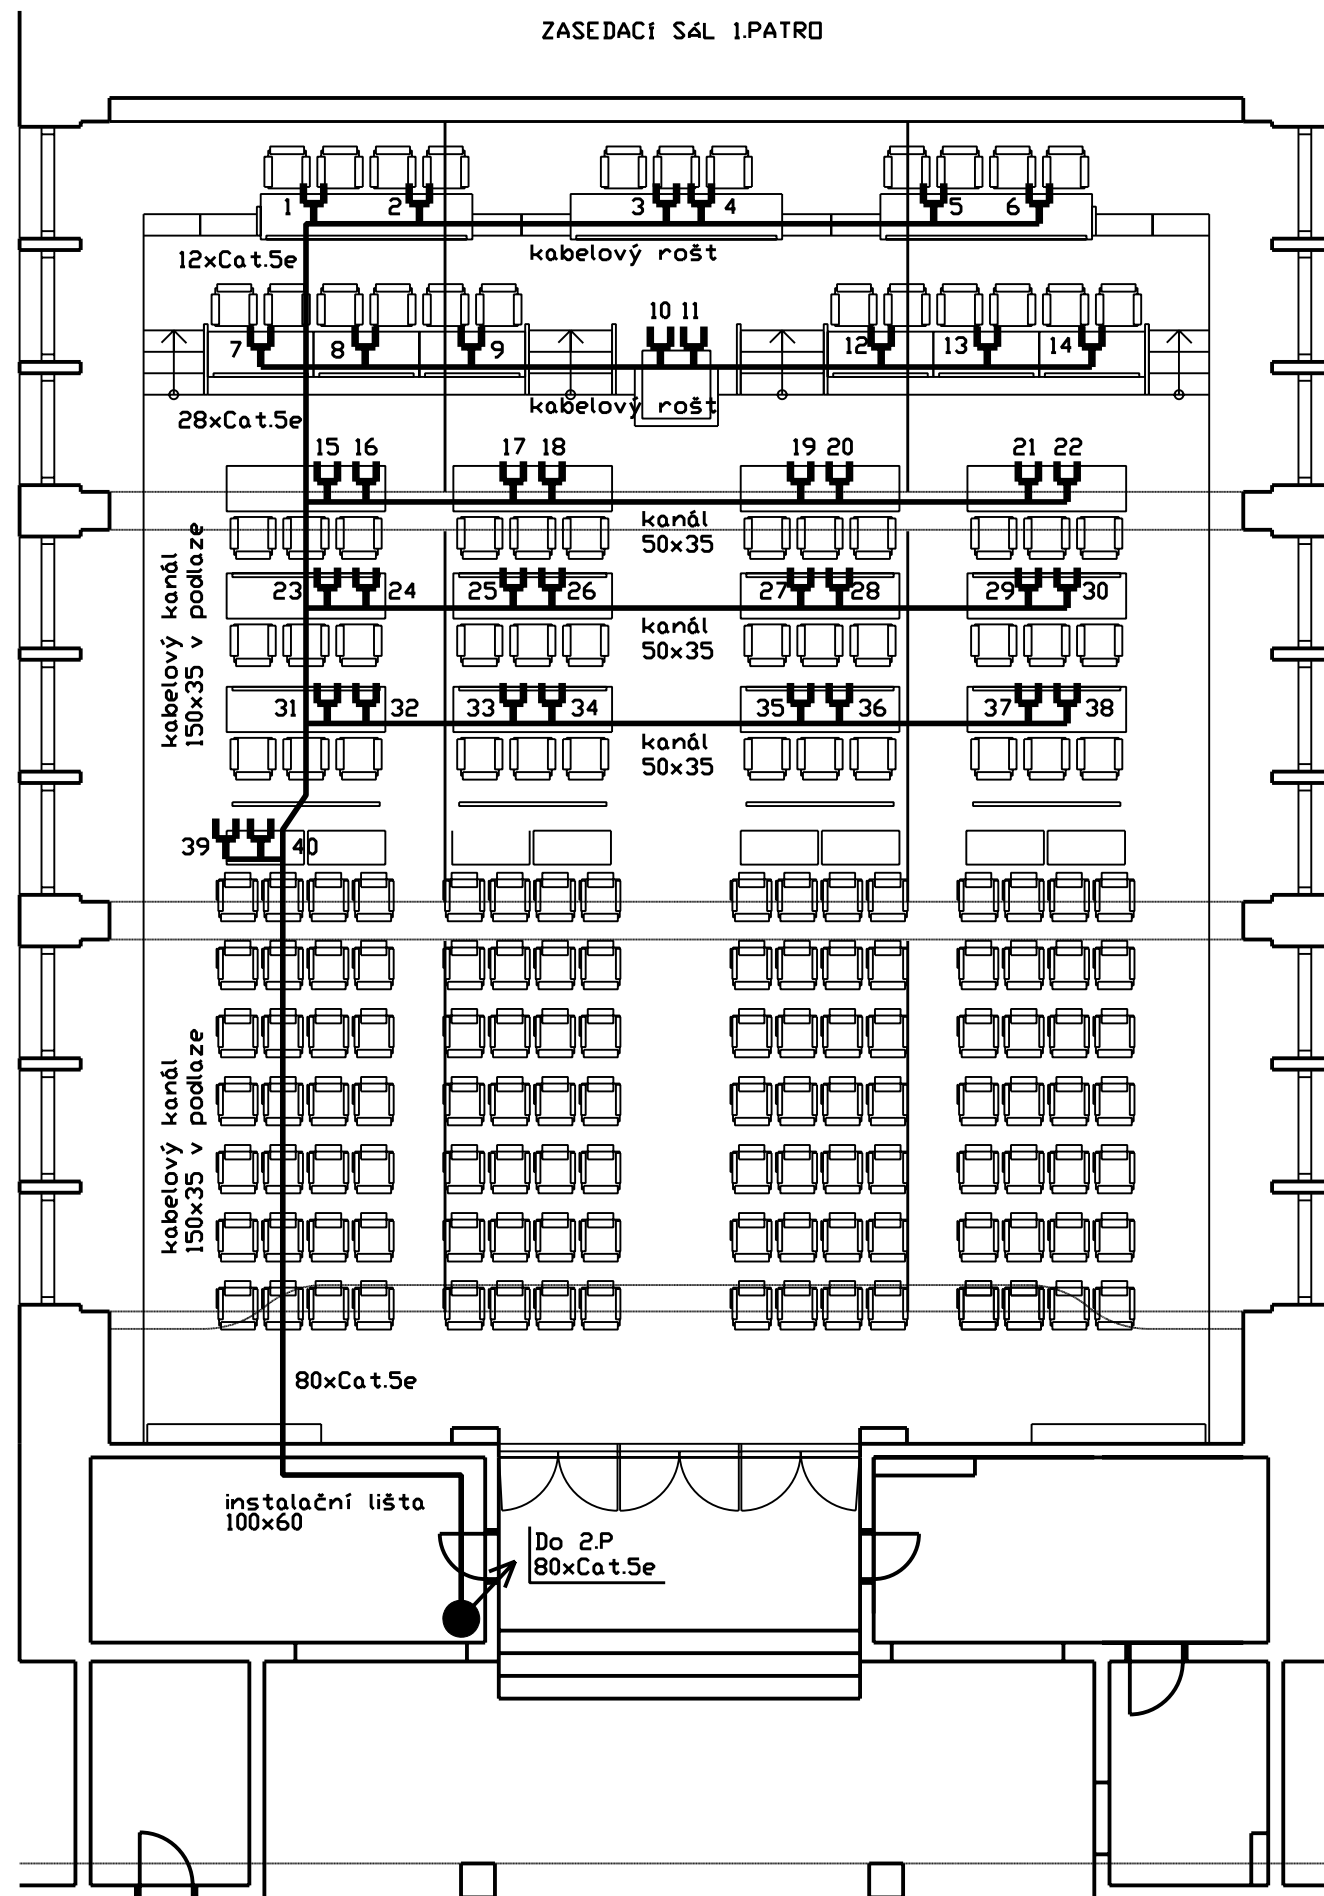 ZASEDACÍ SÁL 1.PATRO
1 2 3 4 5 6
kabelový rošt
12xCat.5e
10 11
7 8 9 12 13 14
kabelový rošt
28xCat.5e
15 16 17 18 19 20 21 22
kanál
50x35
kabelový kanál
150x35 v podlaze
23 24 25 26 27 28 29 30
kanál
50x35
31 32 33 34 35 36 37 38
kanál
50x35
39 40
kabelový kanál
150x35 v podlaze
80xCat.5e
instalační lišta
100x60
Do 2.P
80xCat.5e